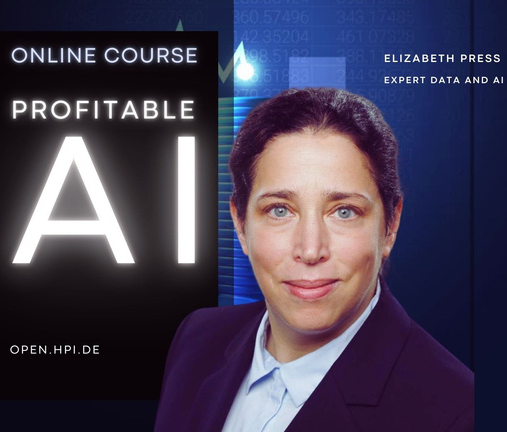 ONLINE COURSE
PROFITABLE
AI
OPEN.HPI.DE
ELIZABETH PRESS
EXPERT DATA AND AI